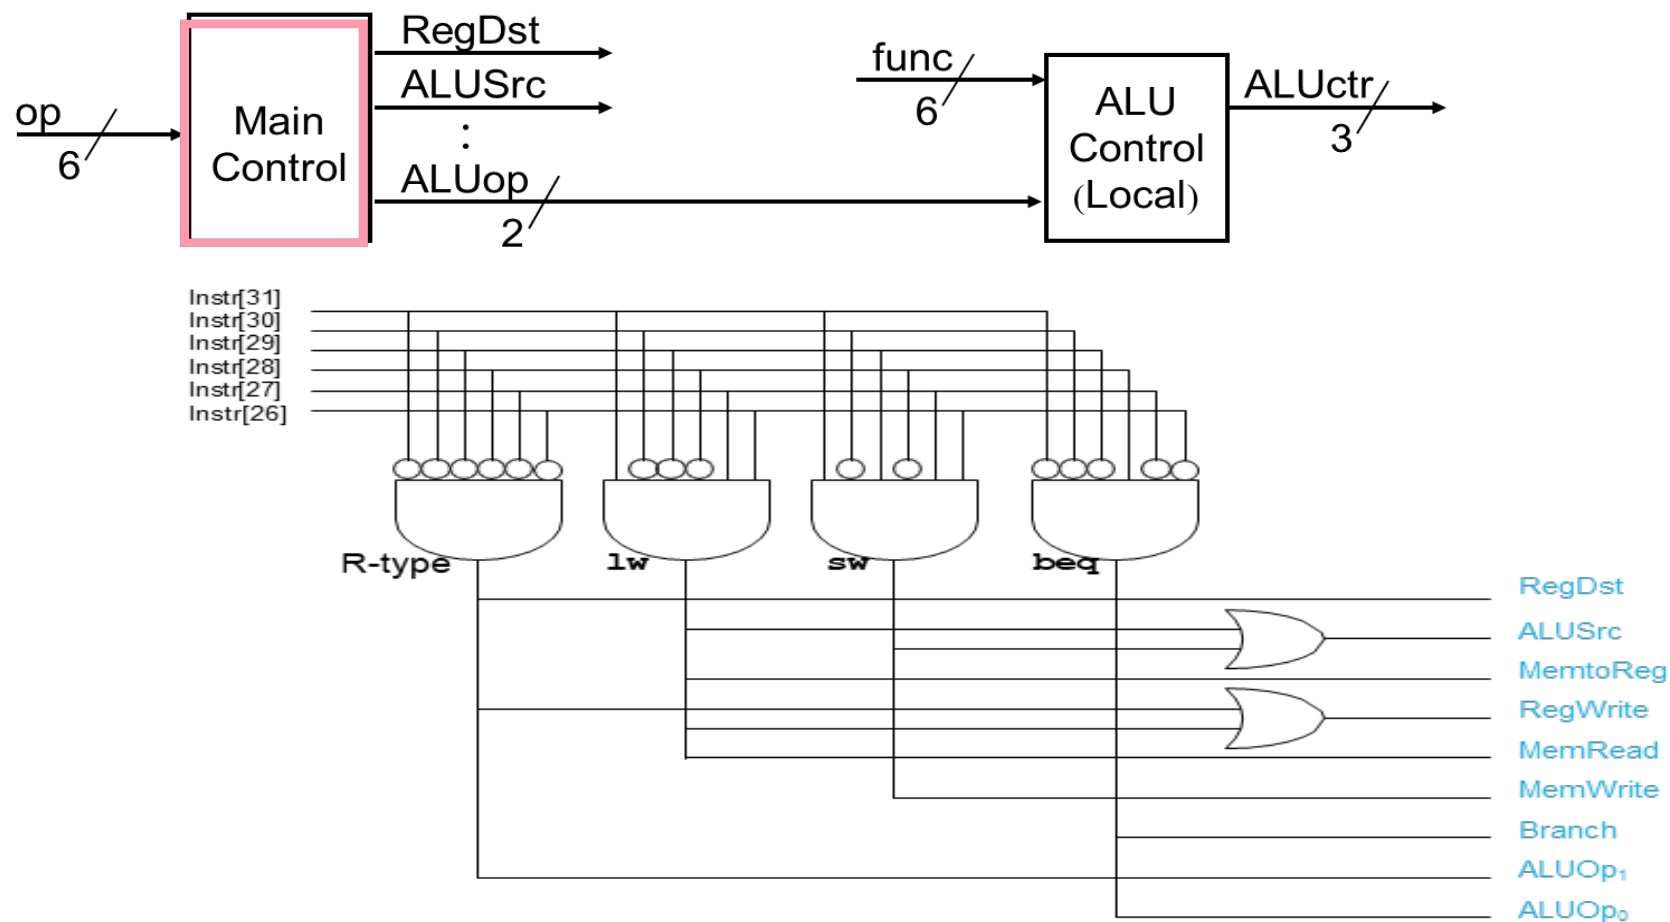 RegDst
ALUSrc
:
ALUop
2
op
6
Main
Control
func
6
ALU
Control
(Local)
ALUctr
3
Instr[31]
Instr[30]
Instr[29]
Instr[28]
Instr[27]
Instr[26]
R-type
lw
sw
beq
RegDst
ALUSrc
MemtoReg
RegWrite
MemRead
MemWrite
Branch
ALUOp₁
ALUOp₀